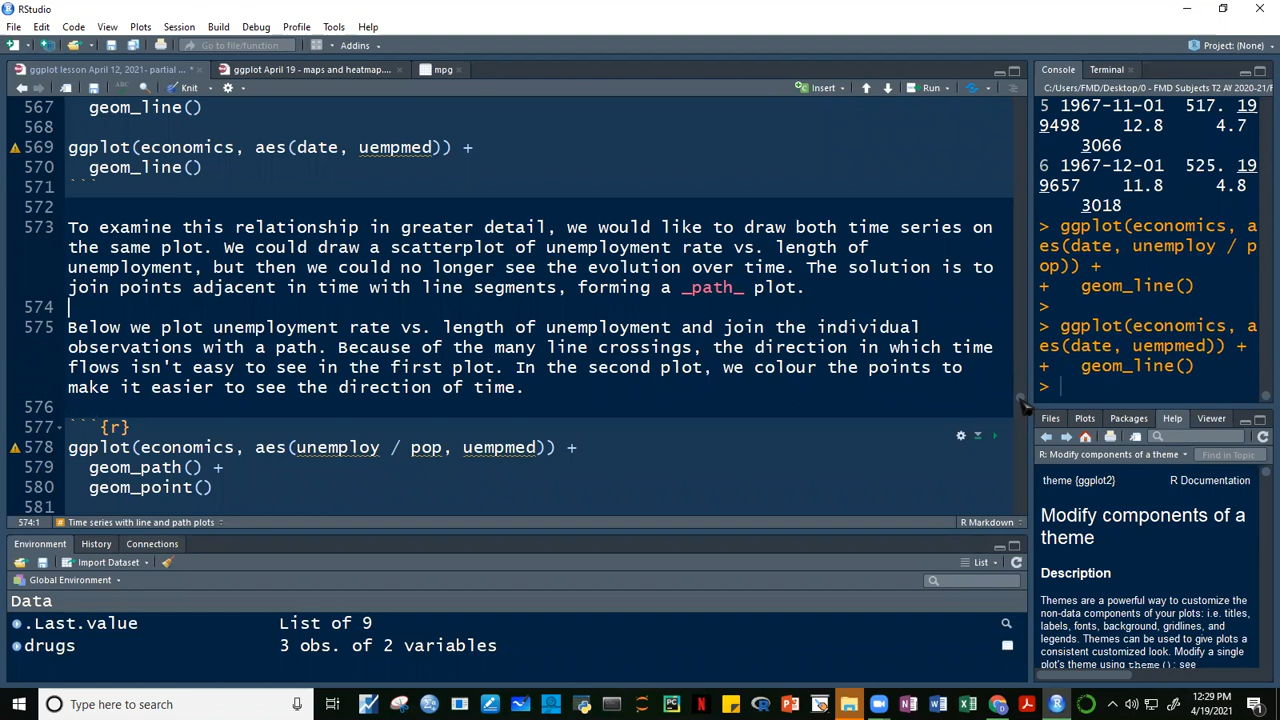 RStudio
File Edit Code View Plots Session Build Debug Profile Tools Help
Go to file/function Addins Project: (None)
ggplot lesson April 12, 2021- partial ... * ggplot April 19 - maps and heatmap.... mpg
Knit Insert Run
567 geom_line()
568
569 ggplot(economics, aes(date, uempmed)) +
570 geom_line()
571 ```
572
573 To examine this relationship in greater detail, we would like to draw both time series on
the same plot. We could draw a scatterplot of unemployment rate vs. length of
unemployment, but then we could no longer see the evolution over time. The solution is to
join points adjacent in time with line segments, forming a _path_ plot.
574
575 Below we plot unemployment rate vs. length of unemployment and join the individual
observations with a path. Because of the many line crossings, the direction in which time
flows isn't easy to see in the first plot. In the second plot, we colour the points to
make it easier to see the direction of time.
576
577 ```{r}
578 ggplot(economics, aes(unemploy / pop, uempmed)) +
579 geom_path() +
580 geom_point()
581
574:1 Time series with line and path plots R Markdown
Environment History Connections
Import Dataset List
Global Environment
Data
.Last.value List of 9
drugs 3 obs. of 2 variables
Console Terminal
C:/Users/FMD/Desktop/0 - FMD Subjects T2 AY 2020-21/F
5 1967-11-01 517. 19
9498 12.8 4.7
3066
6 1967-12-01 525. 19
9657 11.8 4.8
3018
> ggplot(economics, a
es(date, unemploy / p
op)) +
+ geom_line()
>
> ggplot(economics, a
es(date, uempmed)) +
+ geom_line()
>
Files Plots Packages Help Viewer
R: Modify components of a theme Find in Topic
theme {ggplot2} R Documentation
Modify components of a
theme
Description
Themes are a powerful way to customize the
non-data components of your plots: i.e. titles,
labels, fonts, background, gridlines, and
legends. Themes can be used to give plots a
consistent customized look. Modify a single
plot's theme using theme(); see
Type here to search
12:29 PM
4/19/2021